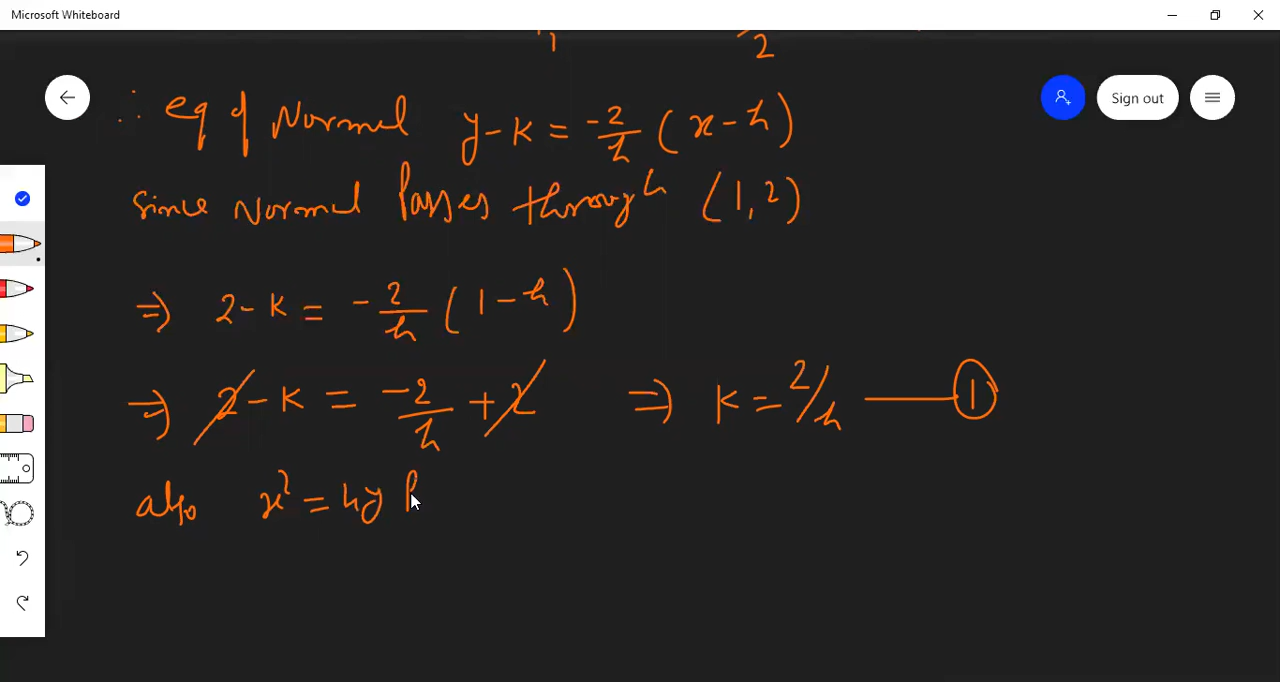 Microsoft Whiteboard
Sign out
∴ eq of Normal y-k = -2/h (x-h)
since Normal Passes through (1,2)
⇒ 2-k = -2/h (1-h)
⇒ 2-k = -2/h +2 ⇒ k = 2/h —— ①
also x² = 4y